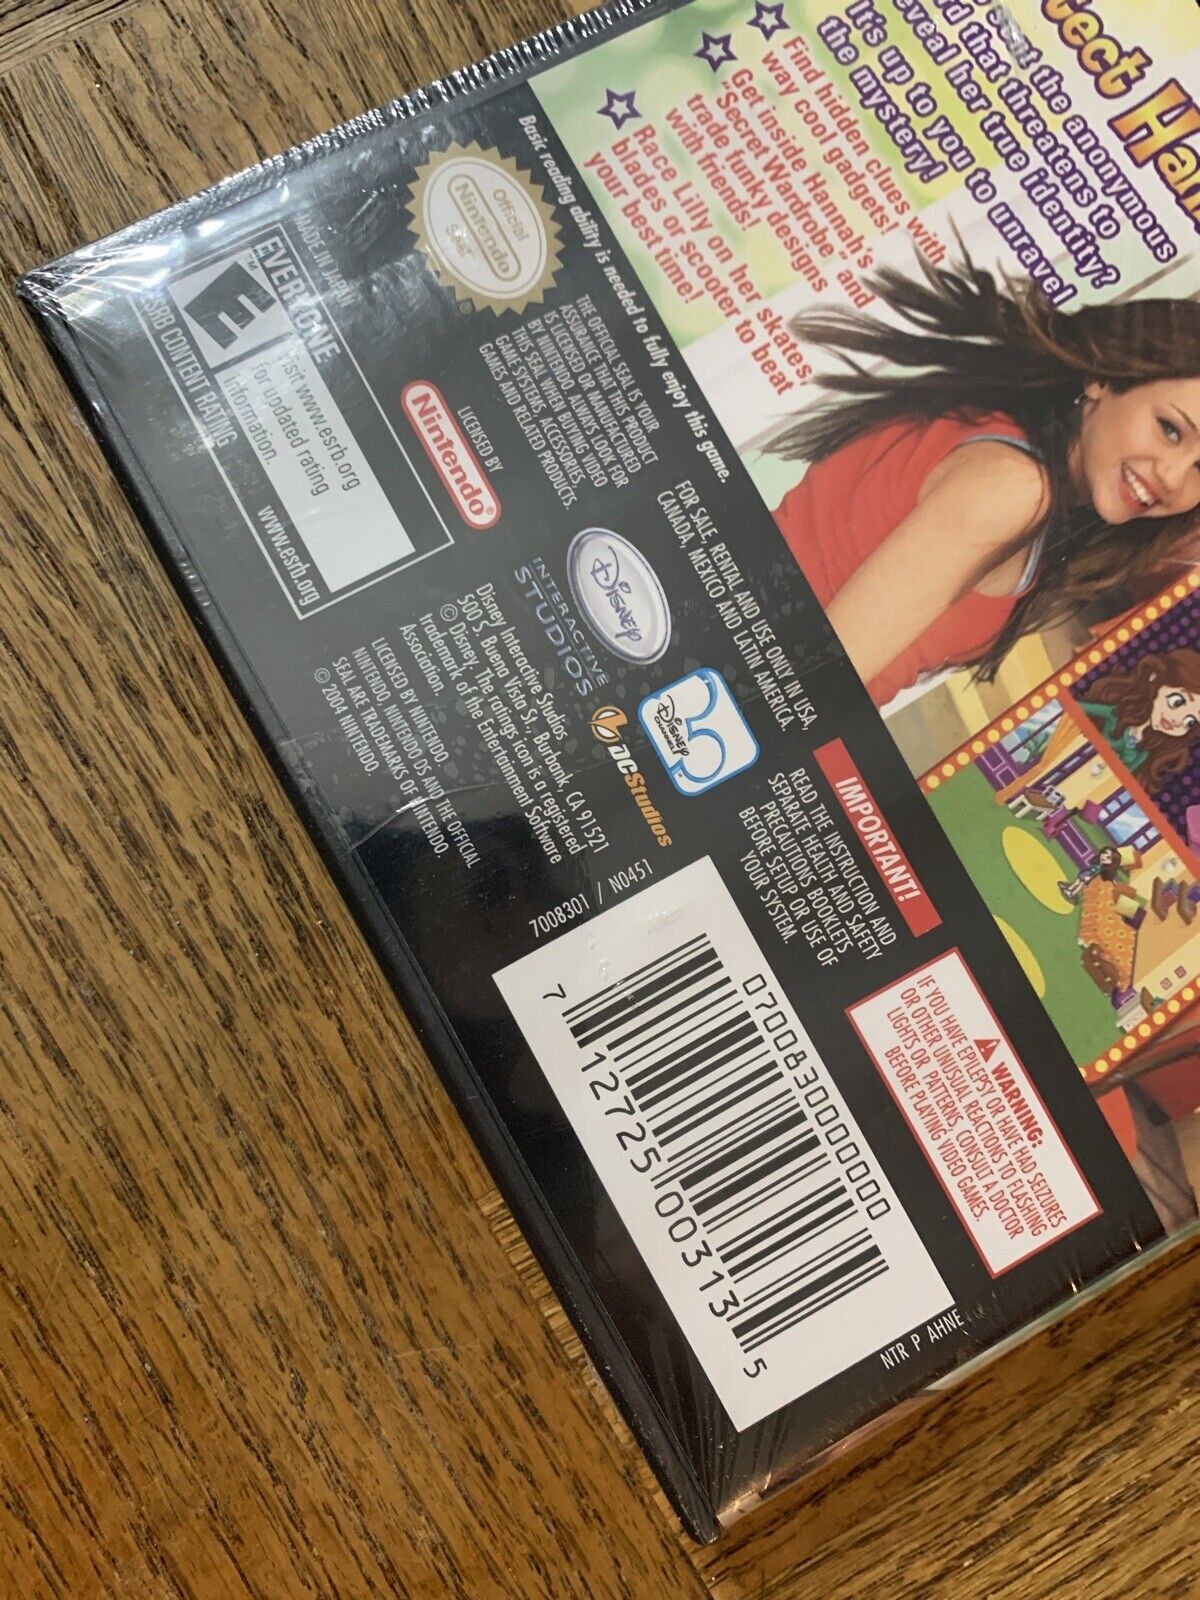 tect Han
sent the anonymous
rd that threatens to
eveal her true identity?
It's up to you to unravel
the mystery!
Find hidden clues with
way cool gadgets!
Get inside Hannah's
"Secret Wardrobe" and
trade funky designs
with friends!
Race Lilly on her skates,
blades or scooter to beat
your best time!
Basic reading ability is needed to fully enjoy this game.
Official
Nintendo
Seal
THE OFFICIAL SEAL IS YOUR
ASSURANCE THAT THIS PRODUCT
IS LICENSED OR MANUFACTURED
BY NINTENDO. ALWAYS LOOK FOR
THIS SEAL WHEN BUYING VIDEO
GAME SYSTEMS, ACCESSORIES,
GAMES AND RELATED PRODUCTS.
FOR SALE, RENTAL AND USE ONLY IN USA,
CANADA, MEXICO AND LATIN AMERICA.
MADE IN JAPAN
EVERYONE
E
Visit www.esrb.org
for updated rating
information.
ESRB CONTENT RATING
www.esrb.org
LICENSED BY
Nintendo®
Disney
INTERACTIVE
STUDIOS
Disney
CHANNEL
DC Studios
Disney Interactive Studios
500 S. Buena Vista St., Burbank, CA 91521
© Disney. The ratings icon is a registered
trademark of the Entertainment Software
Association.
LICENSED BY NINTENDO.
NINTENDO, NINTENDO DS AND THE OFFICIAL
SEAL ARE TRADEMARKS OF NINTENDO.
© 2004 NINTENDO.
IMPORTANT!
READ THE INSTRUCTION AND
SEPARATE HEALTH AND SAFETY
PRECAUTIONS BOOKLETS
BEFORE SETUP OR USE OF
YOUR SYSTEM.
⚠ WARNING:
IF YOU HAVE EPILEPSY OR HAVE HAD SEIZURES
OR OTHER UNUSUAL REACTIONS TO FLASHING
LIGHTS OR PATTERNS, CONSULT A DOCTOR
BEFORE PLAYING VIDEO GAMES.
7008301 / N0451
070083000000
7 12725 00313 5
NTR P AHNE